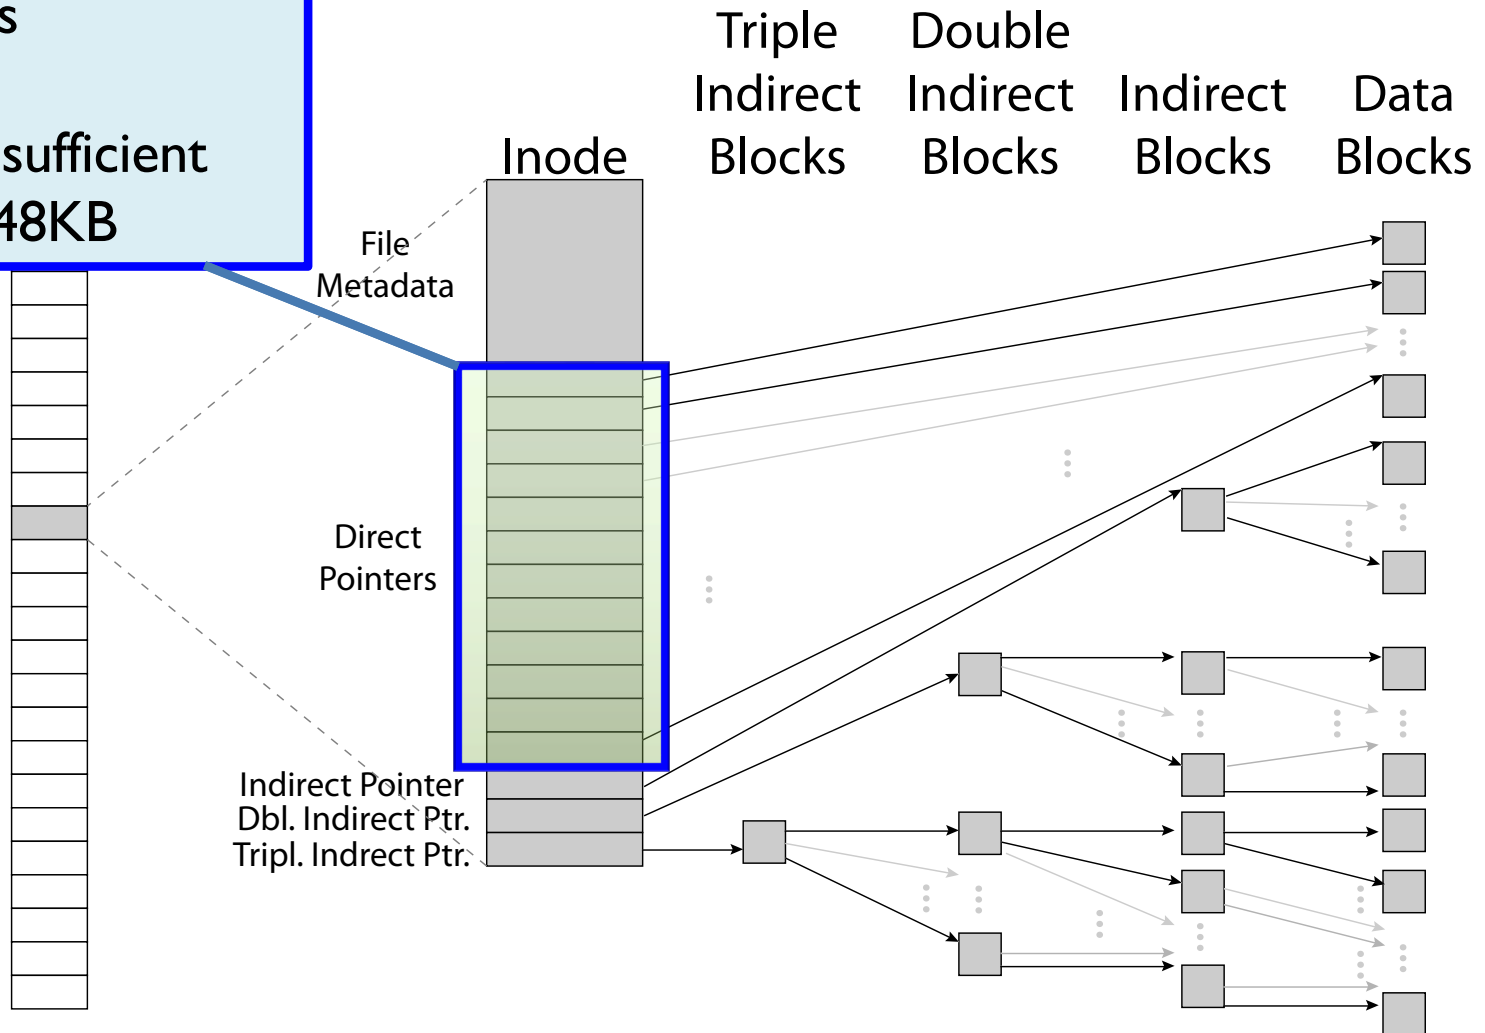 sufficient
48KB
Triple
Indirect
Blocks
Double
Indirect
Blocks
Indirect
Blocks
Data
Blocks
Inode
File
Metadata
Direct
Pointers
Indirect Pointer
Dbl. Indirect Ptr.
Tripl. Indrect Ptr.